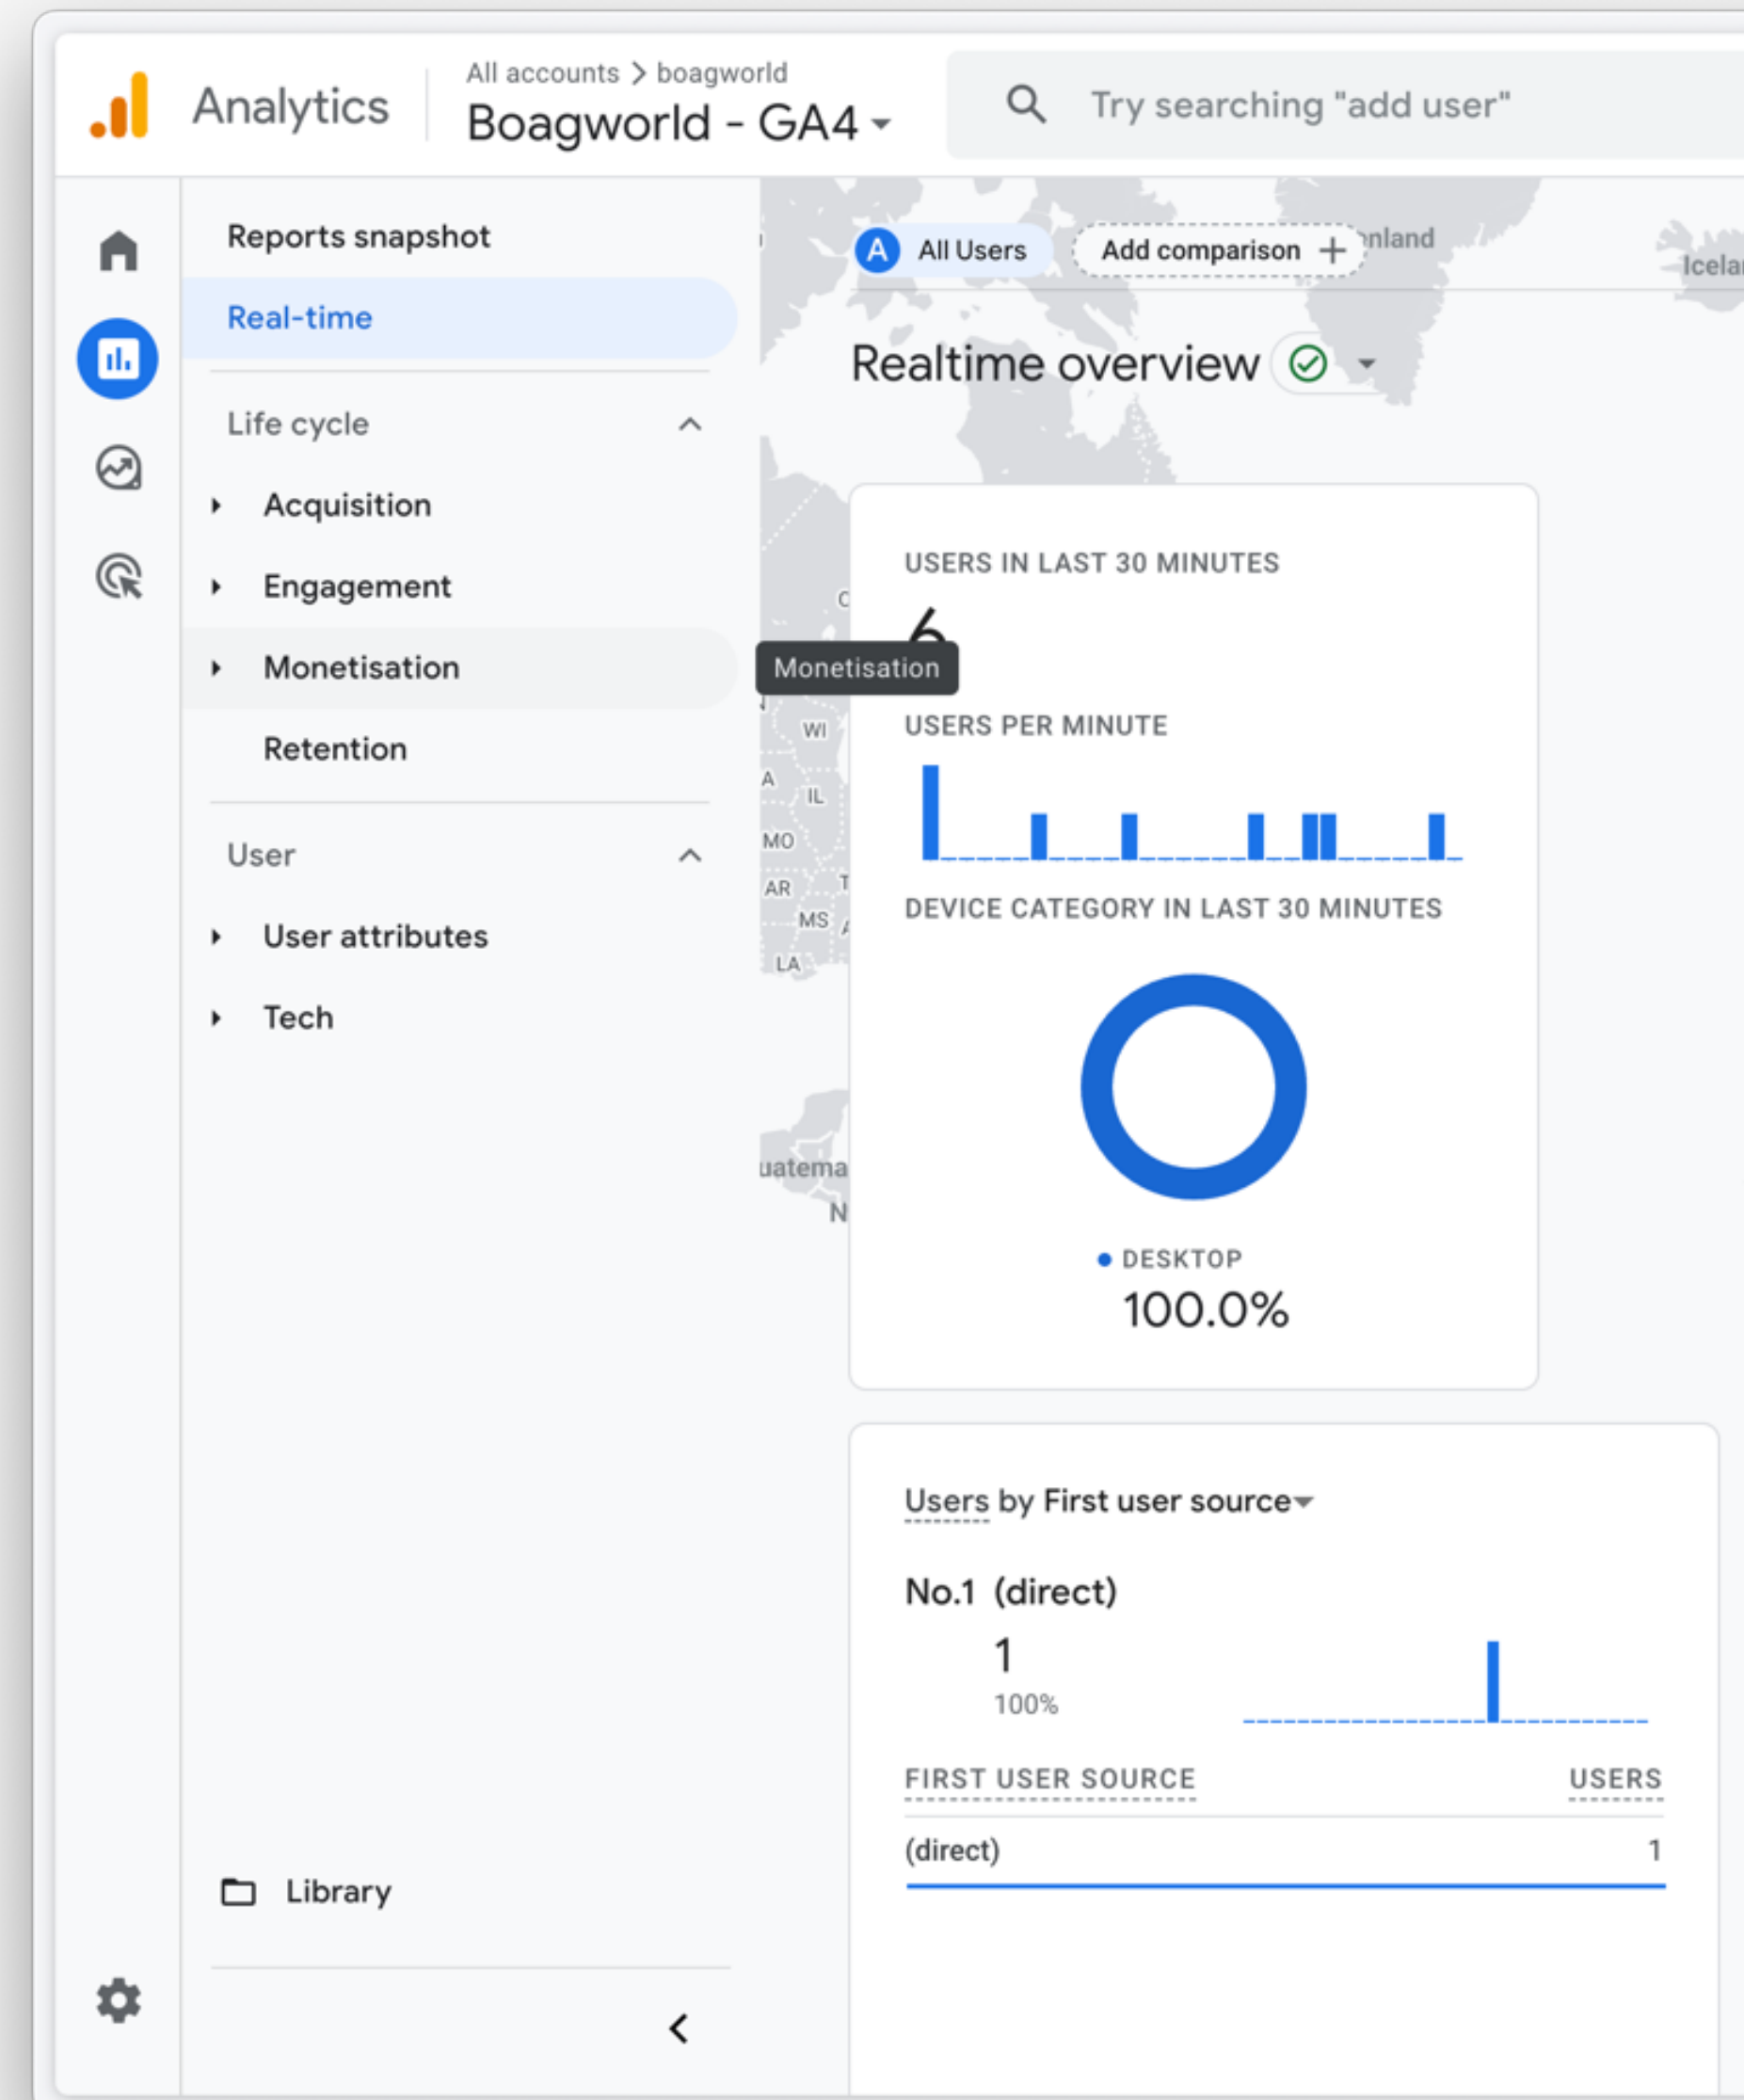 Analytics
All accounts > boagworld
Boagworld - GA4
Try searching "add user"
Reports snapshot
Real-time
Life cycle
Acquisition
Engagement
Monetisation
Retention
User
User attributes
Tech
Library
A All Users
Add comparison +
nland
Icela
Realtime overview
USERS IN LAST 30 MINUTES
6
Monetisation
USERS PER MINUTE
WI
A
IL
MO
AR
T
MS
LA
DEVICE CATEGORY IN LAST 30 MINUTES
uatema
N
DESKTOP
100.0%
Users by First user source
No.1 (direct)
1
100%
FIRST USER SOURCE
USERS
(direct)
1